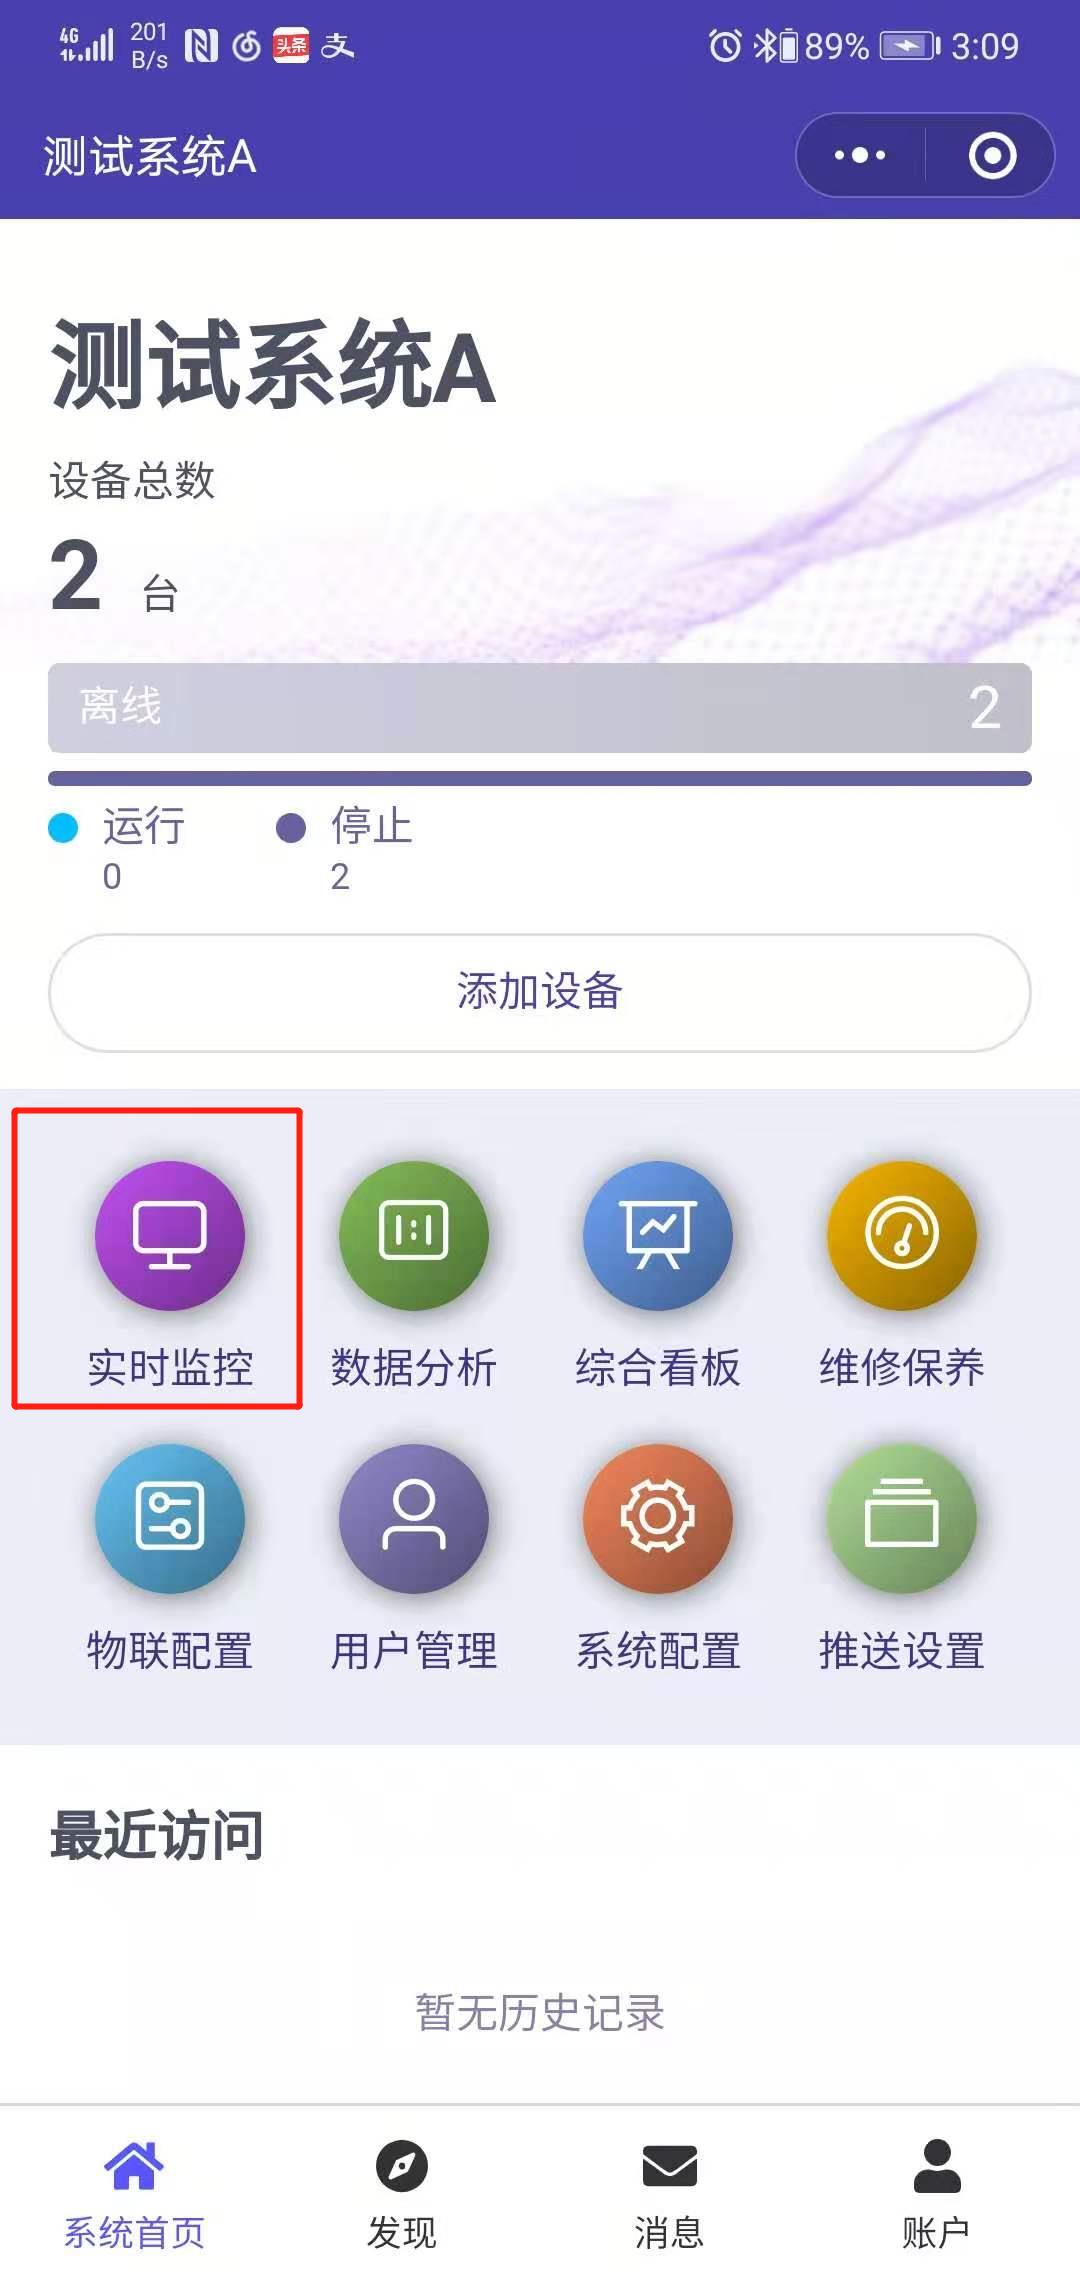 4G 201 B/s 头条 支 89% 3:09
测试系统A
测试系统A
设备总数
2 台
离线 2
运行 停止
0 2
添加设备
实时监控 数据分析 综合看板 维修保养
物联配置 用户管理 系统配置 推送设置
最近访问
暂无历史记录
系统首页 发现 消息 账户